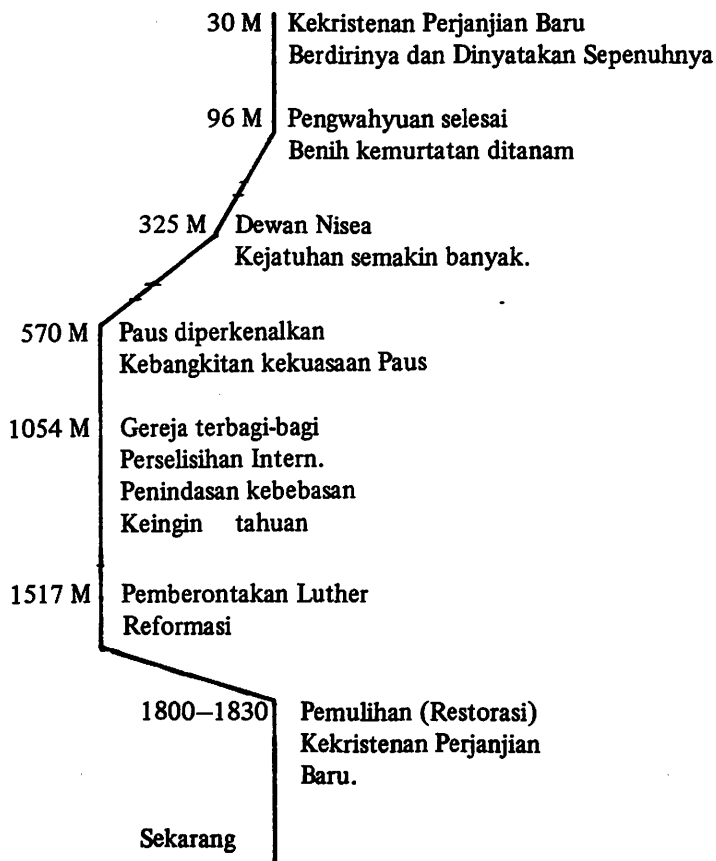 30 M Kekristenan Perjanjian Baru
Berdirinya dan Dinyatakan Sepenuhnya
96 M Pengwahyuan selesai
Benih kemurtatan ditanam
325 M Dewan Nisea
Kejatuhan semakin banyak.
570 M Paus diperkenalkan
Kebangkitan kekuasaan Paus
1054 M Gereja terbagi-bagi
Perselisihan Intern.
Penindasan kebebasan
Keingin tahuan
1517 M Pemberontakan Luther
Reformasi
1800–1830 Pemulihan (Restorasi)
Kekristenan Perjanjian
Baru.
Sekarang